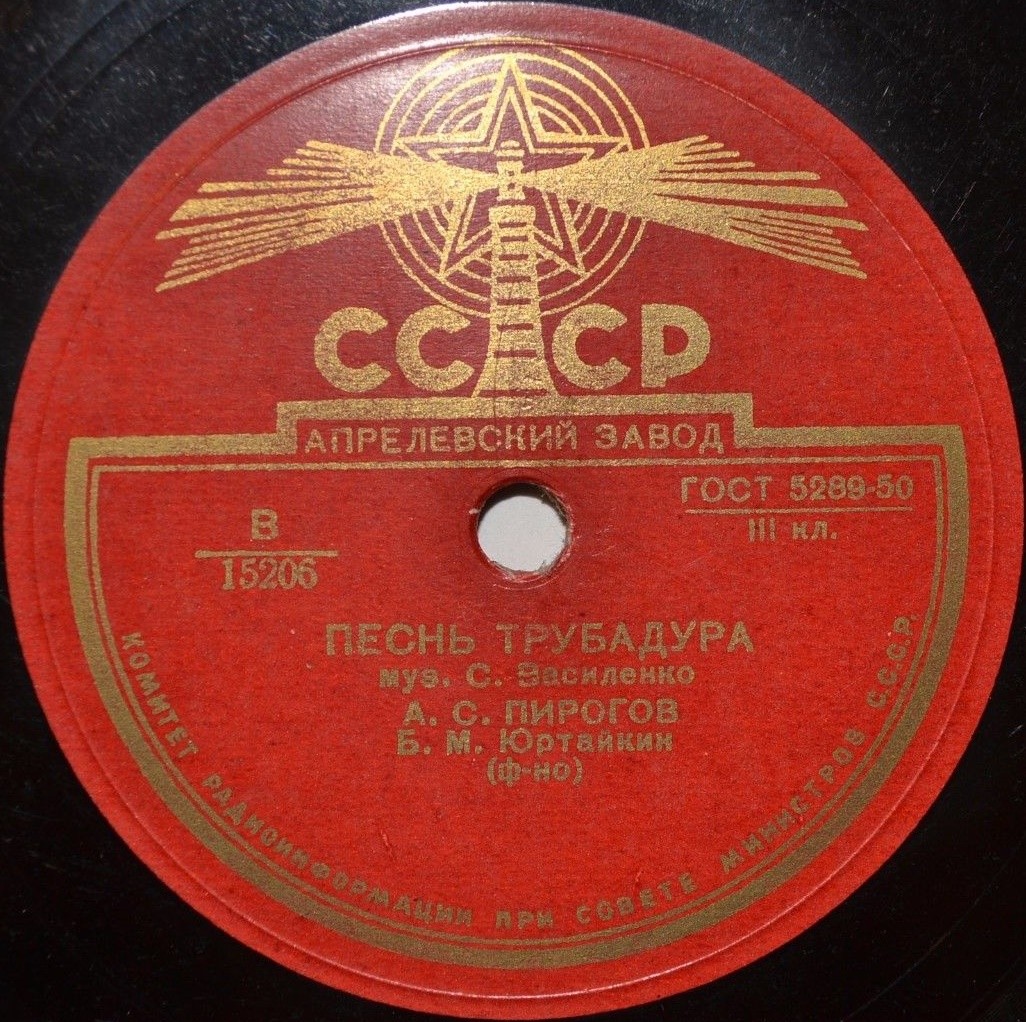 СССР
АПРЕЛЕВСКИЙ ЗАВОД
ГОСТ 5289-50
III кл.
В
15206
ПЕСНЬ ТРУБАДУРА
муз. С. Василенко
А. С. ПИРОГОВ
Б. М. Юртайкин
(ф-но)
КОМИТЕТ РАДИОИНФОРМАЦИИ ПРИ СОВЕТЕ МИНИСТРОВ С.С.С.Р.